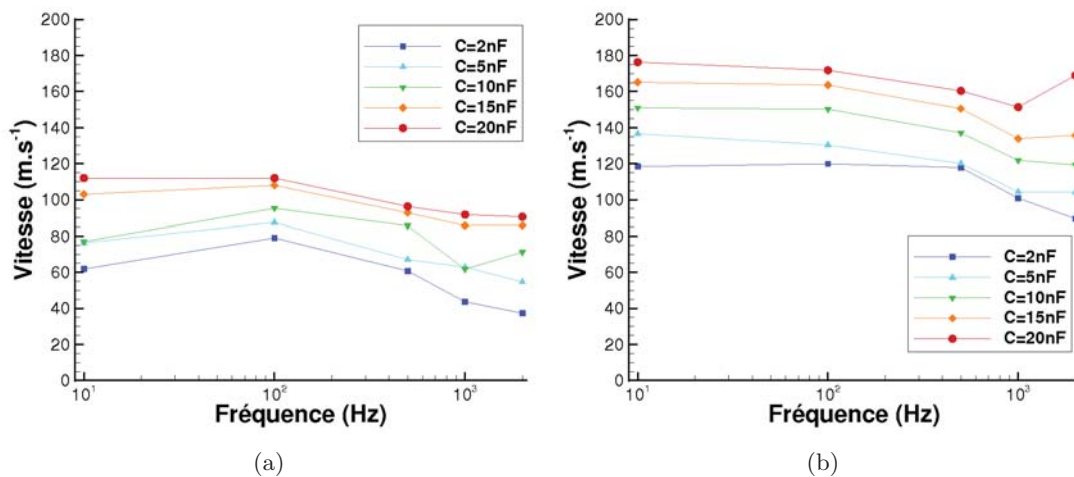 200
180
160
140
120
100
80
60
40
20
0
Vitesse (m.s⁻¹)
10¹
10²
10³
Fréquence (Hz)
C=2nF
C=5nF
C=10nF
C=15nF
C=20nF
(a)
200
180
160
140
120
100
80
60
40
20
0
Vitesse (m.s⁻¹)
10¹
10²
10³
Fréquence (Hz)
C=2nF
C=5nF
C=10nF
C=15nF
C=20nF
(b)